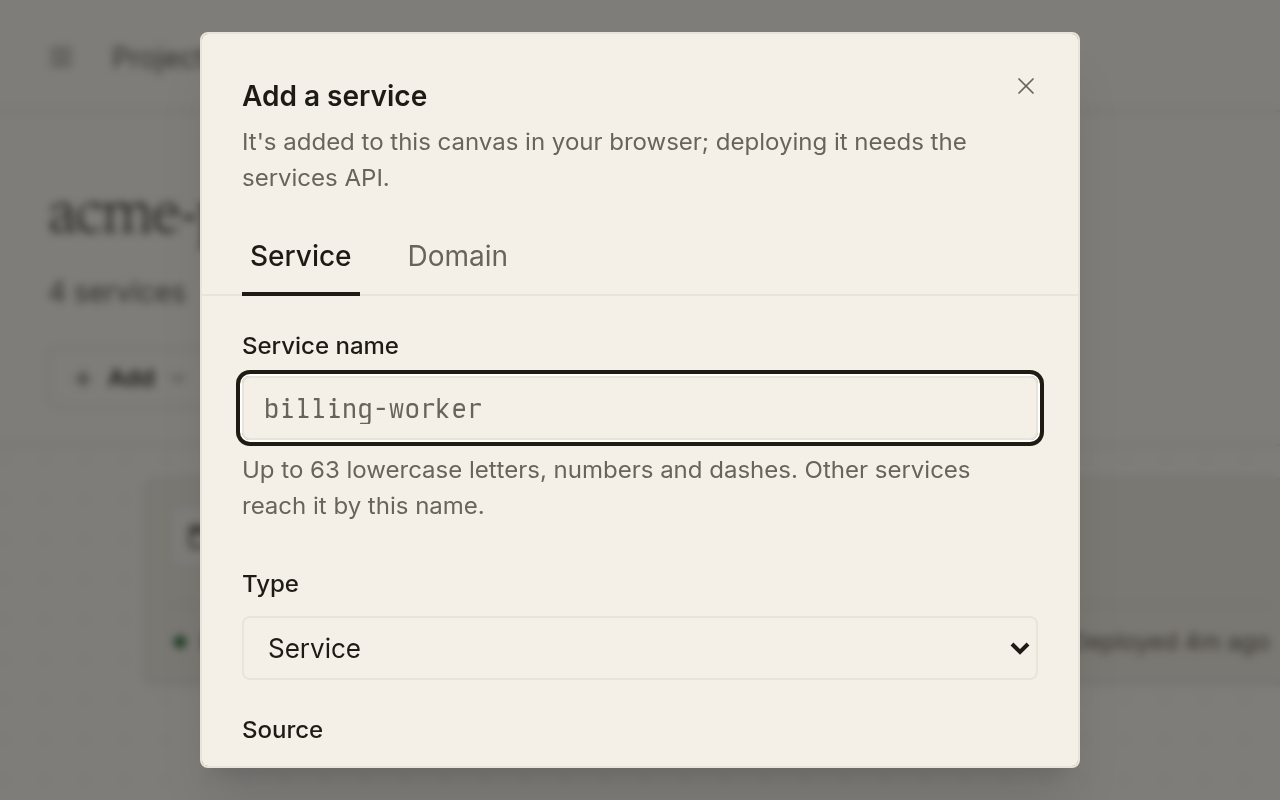 Project
Add a service
It's added to this canvas in your browser; deploying it needs the
services API.
acme-
Service
Domain
4 services
Service name
Add
billing-worker
Up to 63 lowercase letters, numbers and dashes. Other services
reach it by this name.
Type
Service
Deployed 4m ago
Source